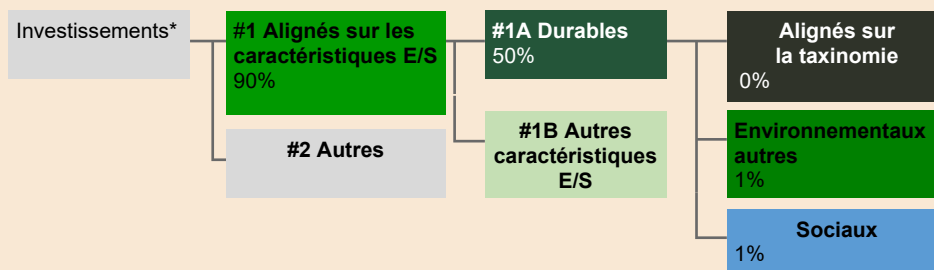 Investissements*
#1 Alignés sur les
caractéristiques E/S
90%
#2 Autres
#1A Durables
50%
#1B Autres
caractéristiques
E/S
Alignés sur
la taxinomie
0%
Environnementaux
autres
1%
Sociaux
1%